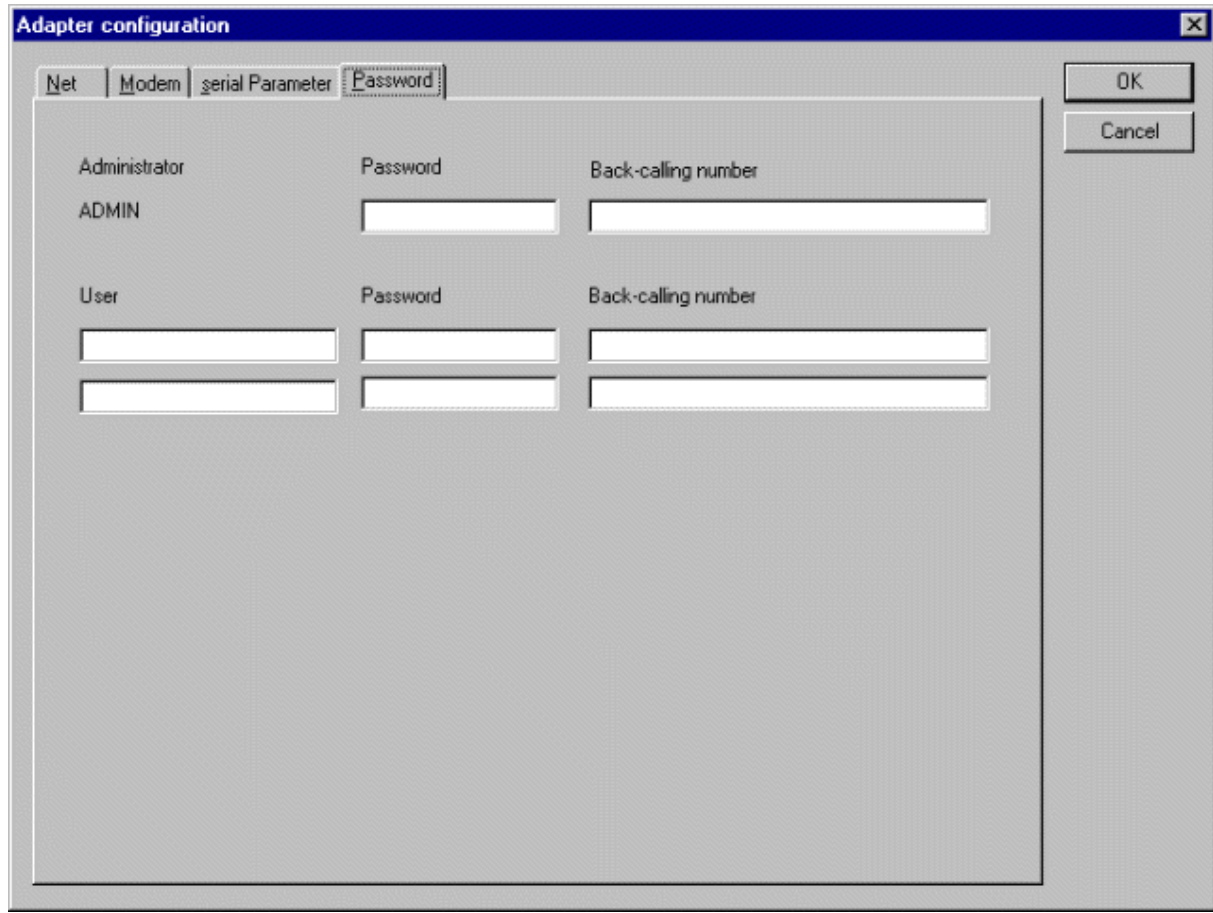 Adapter configuration
Net Modem serial Parameter Password
OK
Cancel
Administrator Password Back-calling number
ADMIN
User Password Back-calling number